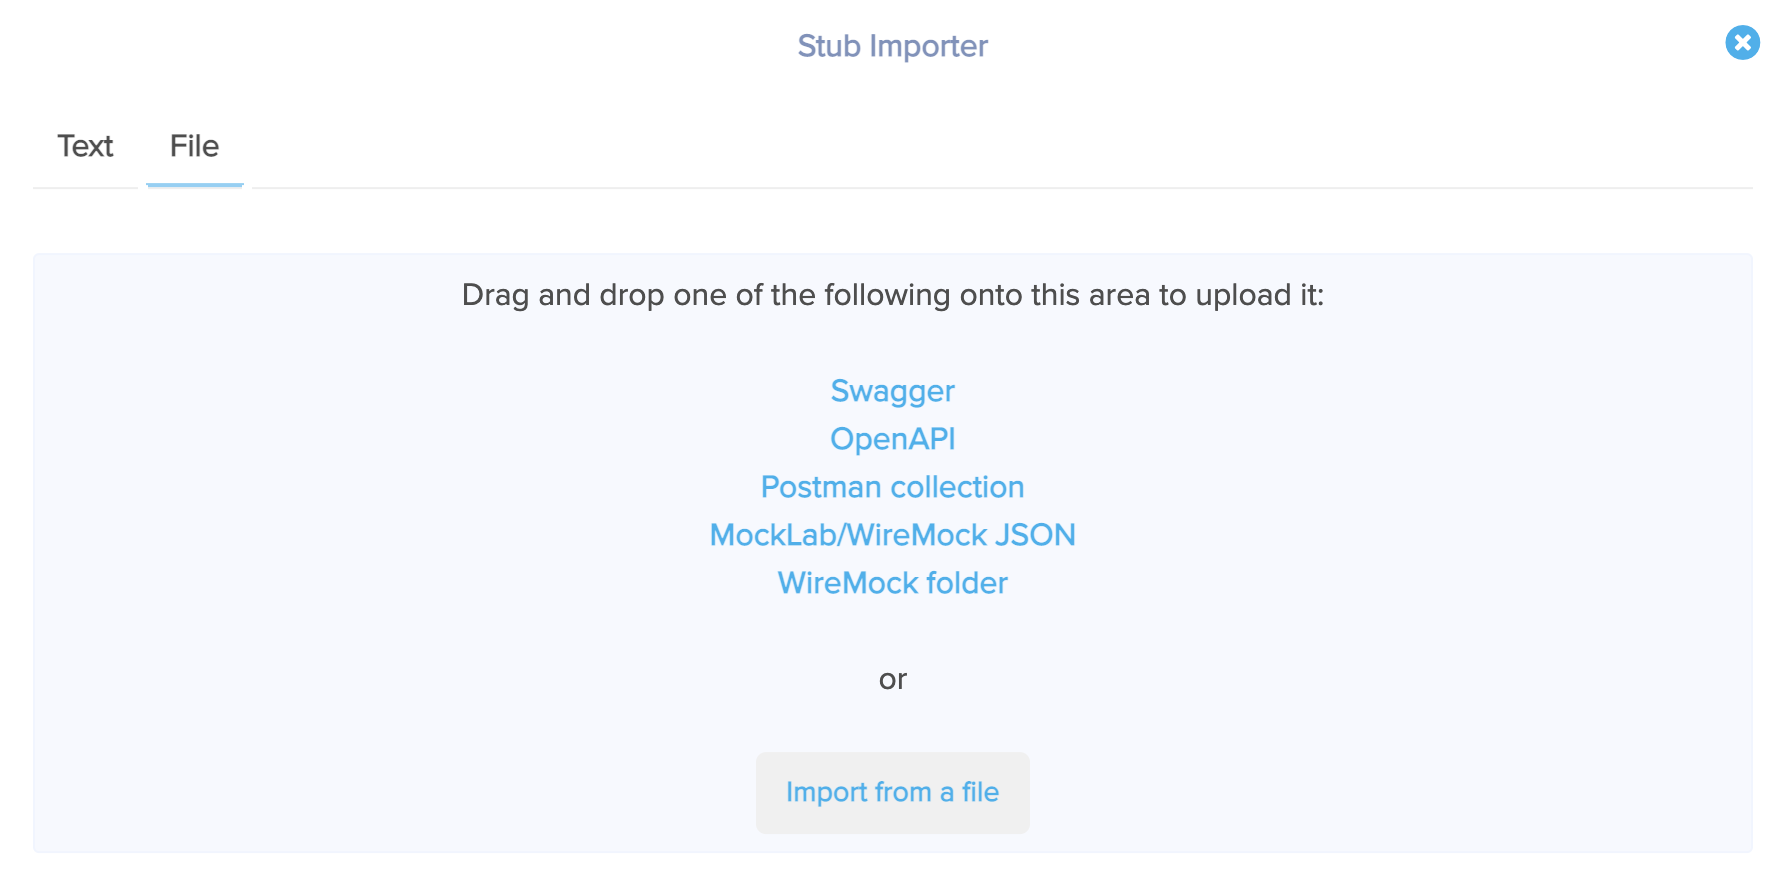 Stub Importer
Text
File
Drag and drop one of the following onto this area to upload it:
Swagger
OpenAPI
Postman collection
MockLab/WireMock JSON
WireMock folder
or
Import from a file